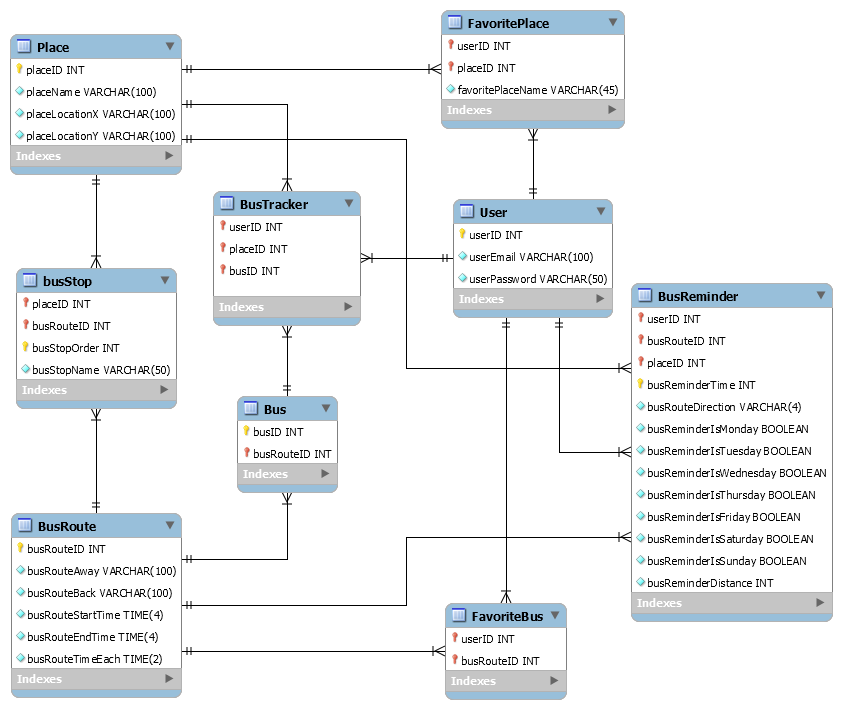 Place
placeID INT
placeName VARCHAR(100)
placeLocationX VARCHAR(100)
placeLocationY VARCHAR(100)
Indexes
FavoritePlace
userID INT
placeID INT
favoritePlaceName VARCHAR(45)
Indexes
BusTracker
userID INT
placeID INT
busID INT
Indexes
User
userID INT
userEmail VARCHAR(100)
userPassword VARCHAR(50)
Indexes
busStop
placeID INT
busRouteID INT
busStopOrder INT
busStopName VARCHAR(50)
Indexes
BusReminder
userID INT
busRouteID INT
placeID INT
busReminderTime INT
busRouteDirection VARCHAR(4)
busReminderIsMonday BOOLEAN
busReminderIsTuesday BOOLEAN
busReminderIsWednesday BOOLEAN
busReminderIsThursday BOOLEAN
busReminderIsFriday BOOLEAN
busReminderIsSaturday BOOLEAN
busReminderIsSunday BOOLEAN
busReminderDistance INT
Indexes
Bus
busID INT
busRouteID INT
Indexes
BusRoute
busRouteID INT
busRouteAway VARCHAR(100)
busRouteBack VARCHAR(100)
busRouteStartTime TIME(4)
busRouteEndTime TIME(4)
busRouteTimeEach TIME(2)
Indexes
FavoriteBus
userID INT
busRouteID INT
Indexes